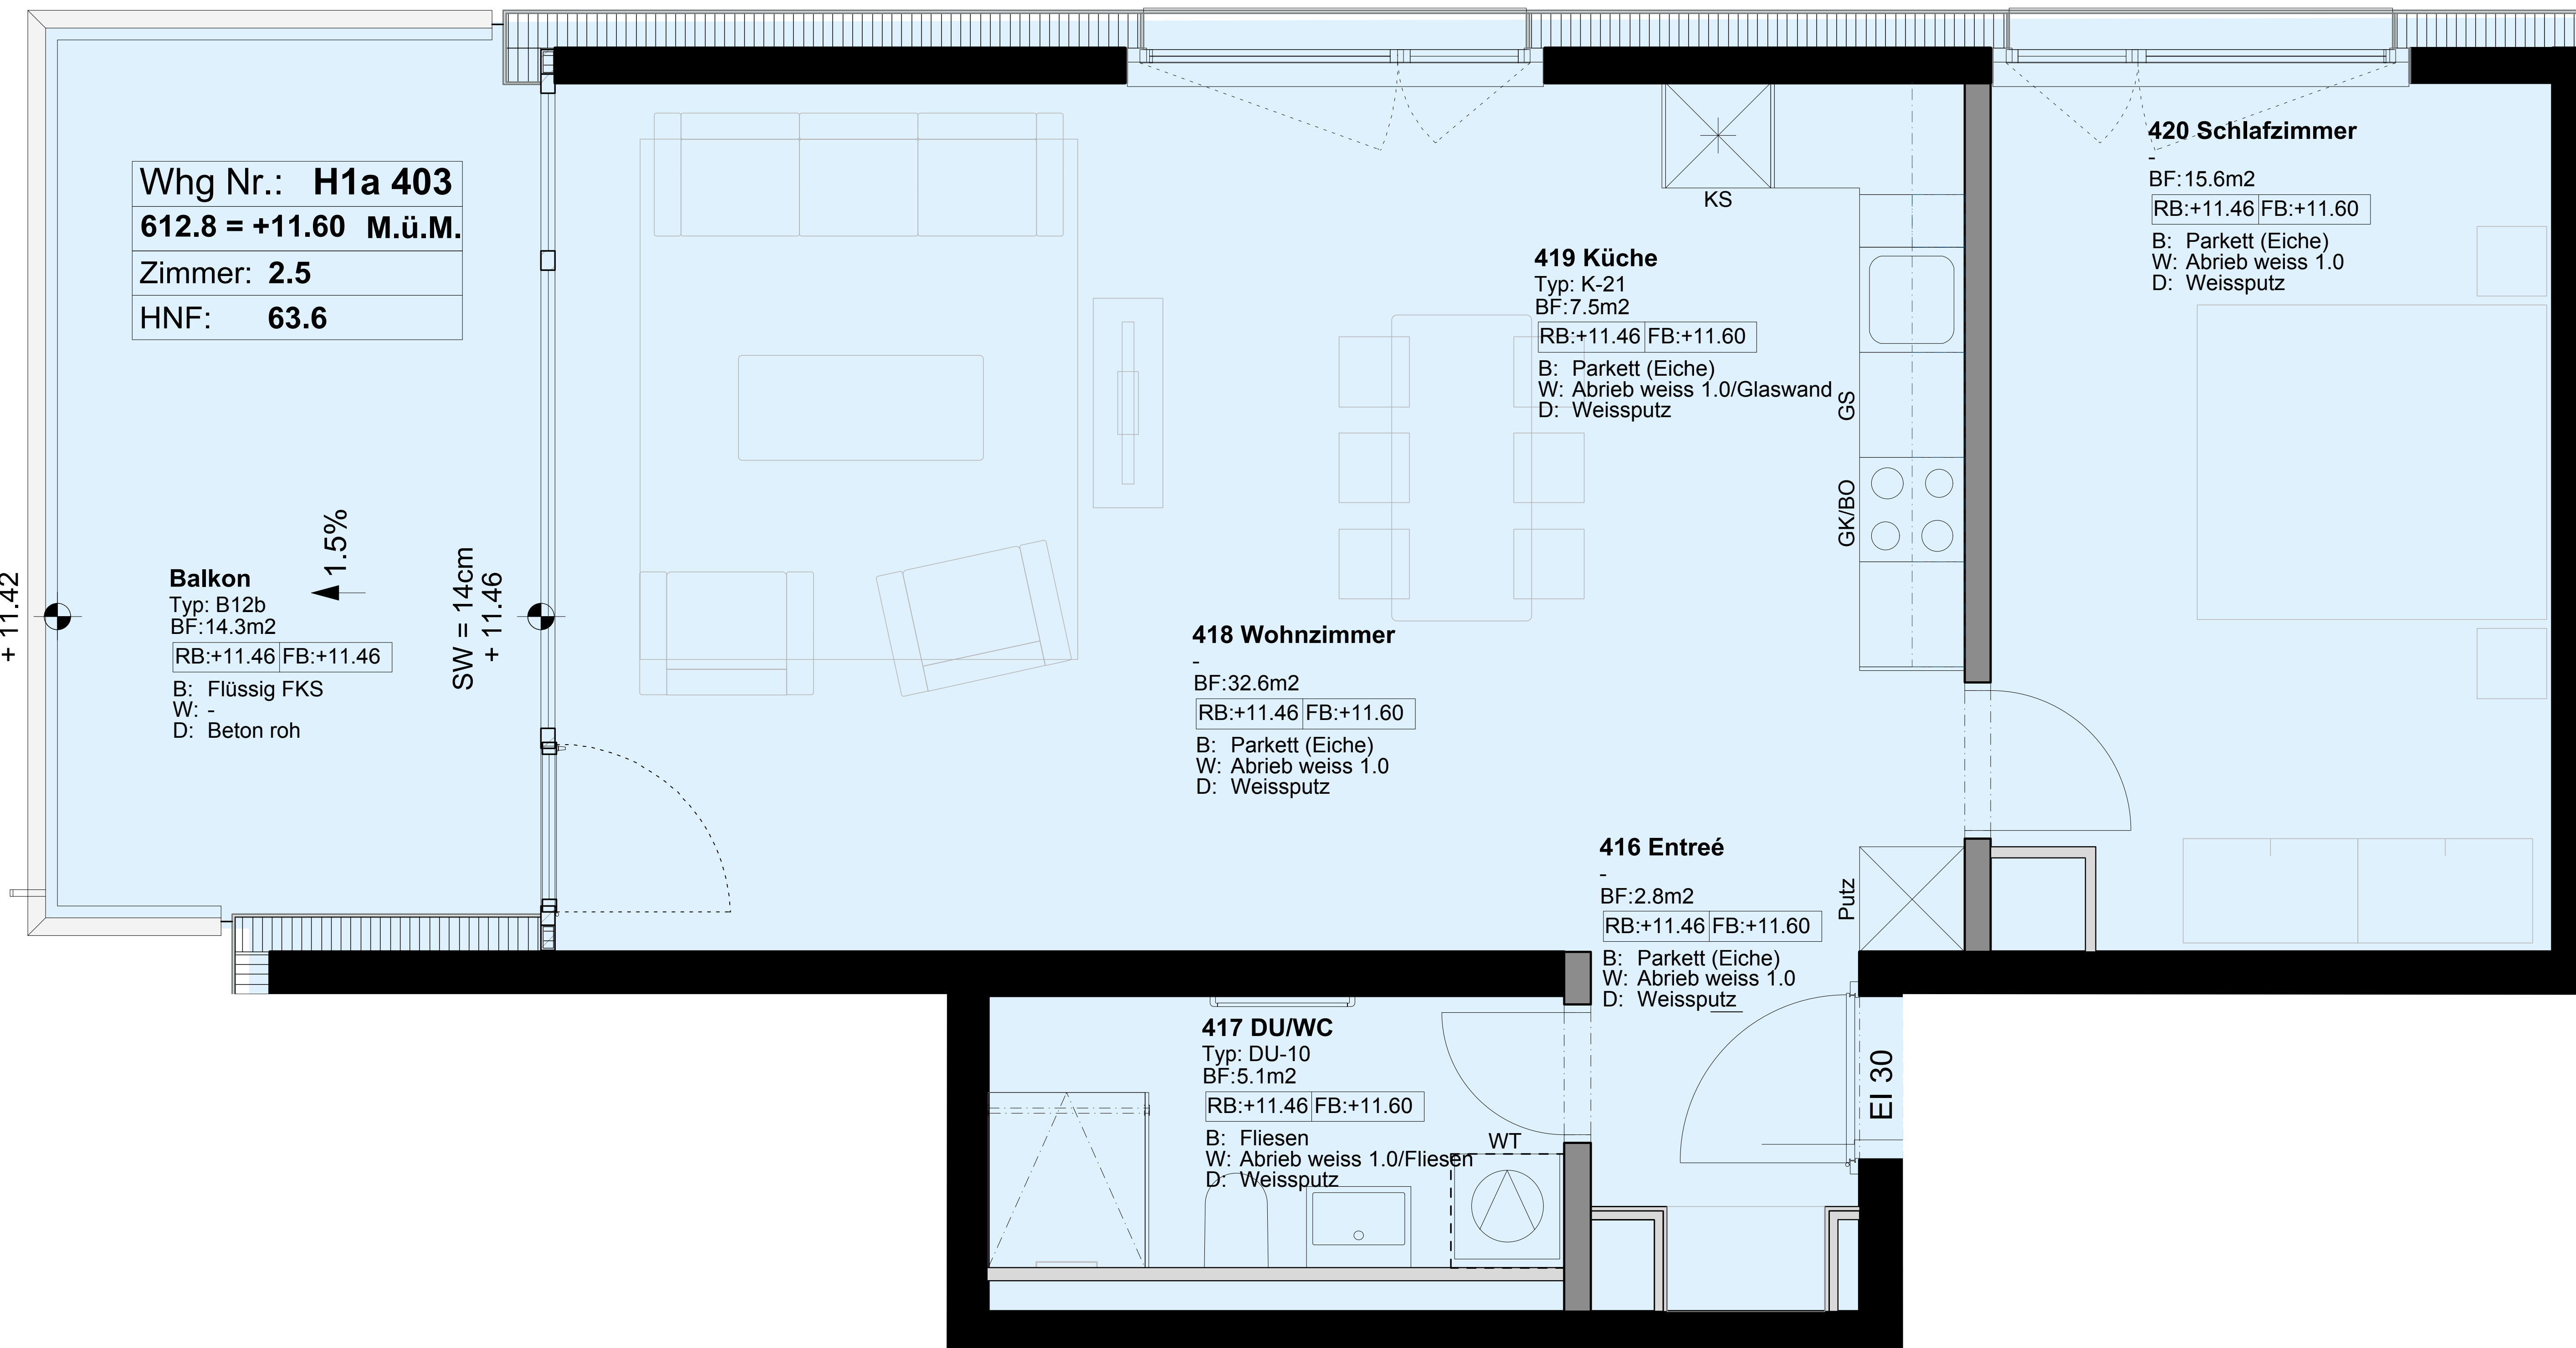 Whg Nr.: H1a 403
612.8 = +11.60 M.ü.M.
Zimmer: 2.5
HNF: 63.6
Balkon
Typ: B12b
BF:14.3m2
RB:+11.46 FB:+11.46
B: Flüssig FKS
W: -
D: Beton roh
1.5%
+ 11.42
SW = 14cm
+ 11.46
418 Wohnzimmer
-
BF:32.6m2
RB:+11.46 FB:+11.60
B: Parkett (Eiche)
W: Abrieb weiss 1.0
D: Weissputz
KS
419 Küche
Typ: K-21
BF:7.5m2
RB:+11.46 FB:+11.60
B: Parkett (Eiche)
W: Abrieb weiss 1.0/Glaswand
D: Weissputz
GS
GK/BO
420 Schlafzimmer
-
BF:15.6m2
RB:+11.46 FB:+11.60
B: Parkett (Eiche)
W: Abrieb weiss 1.0
D: Weissputz
416 Entreé
-
BF:2.8m2
RB:+11.46 FB:+11.60
B: Parkett (Eiche)
W: Abrieb weiss 1.0
D: Weissputz
Putz
417 DU/WC
Typ: DU-10
BF:5.1m2
RB:+11.46 FB:+11.60
B: Fliesen
W: Abrieb weiss 1.0/Fliesen
D: Weissputz
WT
EI 30